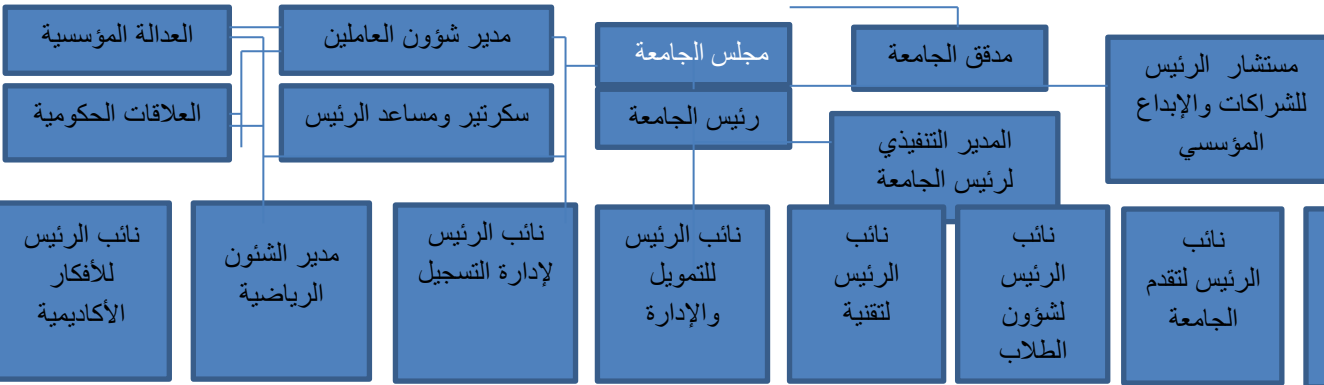 مجلس الجامعة
رئيس الجامعة
مدقق الجامعة
مستشار الرئيس
للشراكات والإبداع
المؤسسي
المدير التنفيذي
لرئيس الجامعة
مدير شؤون العاملين
العدالة المؤسسية
سكرتير ومساعد الرئيس
العلاقات الحكومية
نائب
الرئيس لتقدم
الجامعة
نائب
الرئيس
لشؤون
الطلاب
نائب
الرئيس
لتقنية
نائب الرئيس
للتمويل
والإدارة
نائب الرئيس
لإدارة التسجيل
مدير الشئون
الرياضية
نائب الرئيس
للأفكار
الأكاديمية